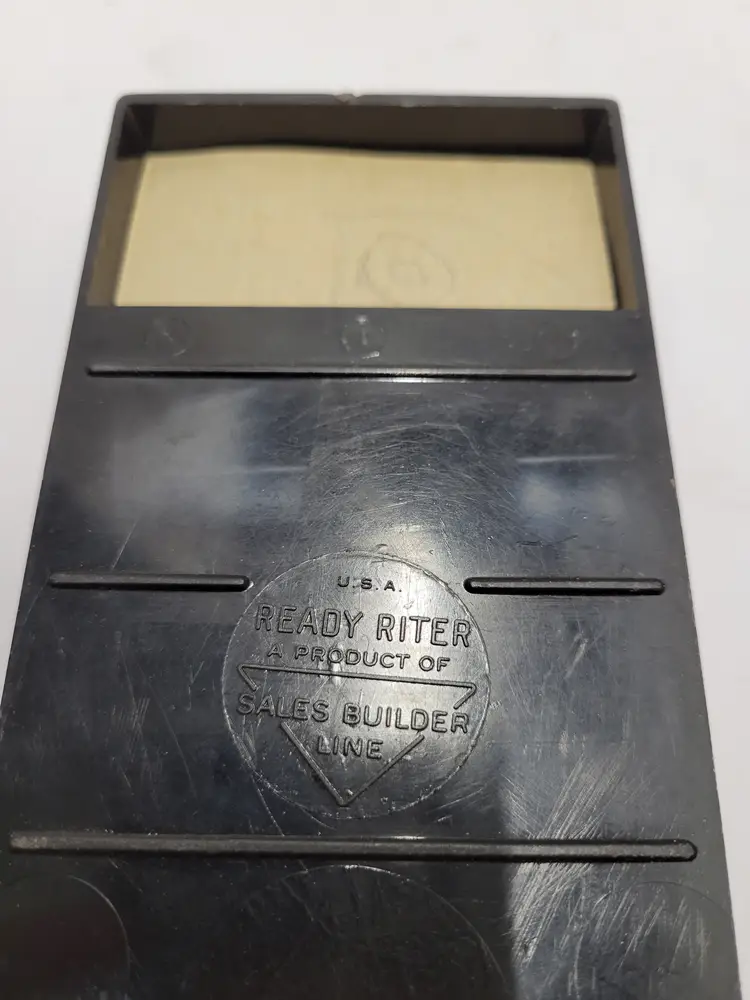 U.S.A.
READY RITER
A PRODUCT OF
SALES BUILDER
LINE